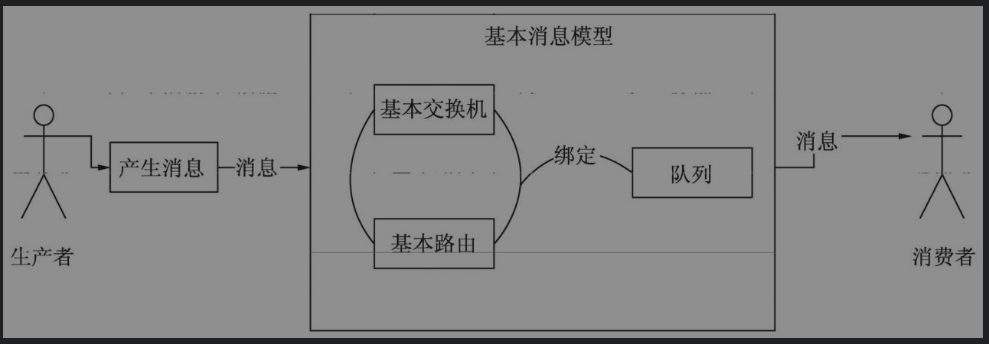 基本消息模型
基本交换机
产生消息
消息
绑定
队列
消息
基本路由
生产者
消费者